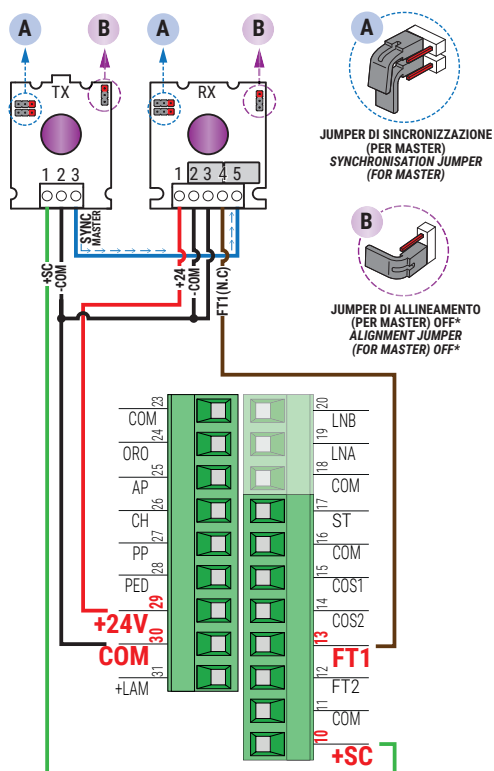 A B A B
TX RX
1 2 3
1 2 3 4 5
SYNC
MASTER
+SC
-COM
+24
-COM
FT1(N.C)
A
JUMPER DI SINCRONIZZAZIONE
(PER MASTER)
SYNCHRONISATION JUMPER
(FOR MASTER)
B
JUMPER DI ALLINEAMENTO
(PER MASTER) OFF*
ALIGNMENT JUMPER
(FOR MASTER) OFF*
23
COM
24
ORO
25
AP
26
CH
27
PP
28
PED
29
+24V
30
COM
31
+LAM
20
LNB
19
LNA
18
COM
17
ST
16
COM
15
COS1
14
COS2
13
FT1
12
FT2
11
COM
10
+SC